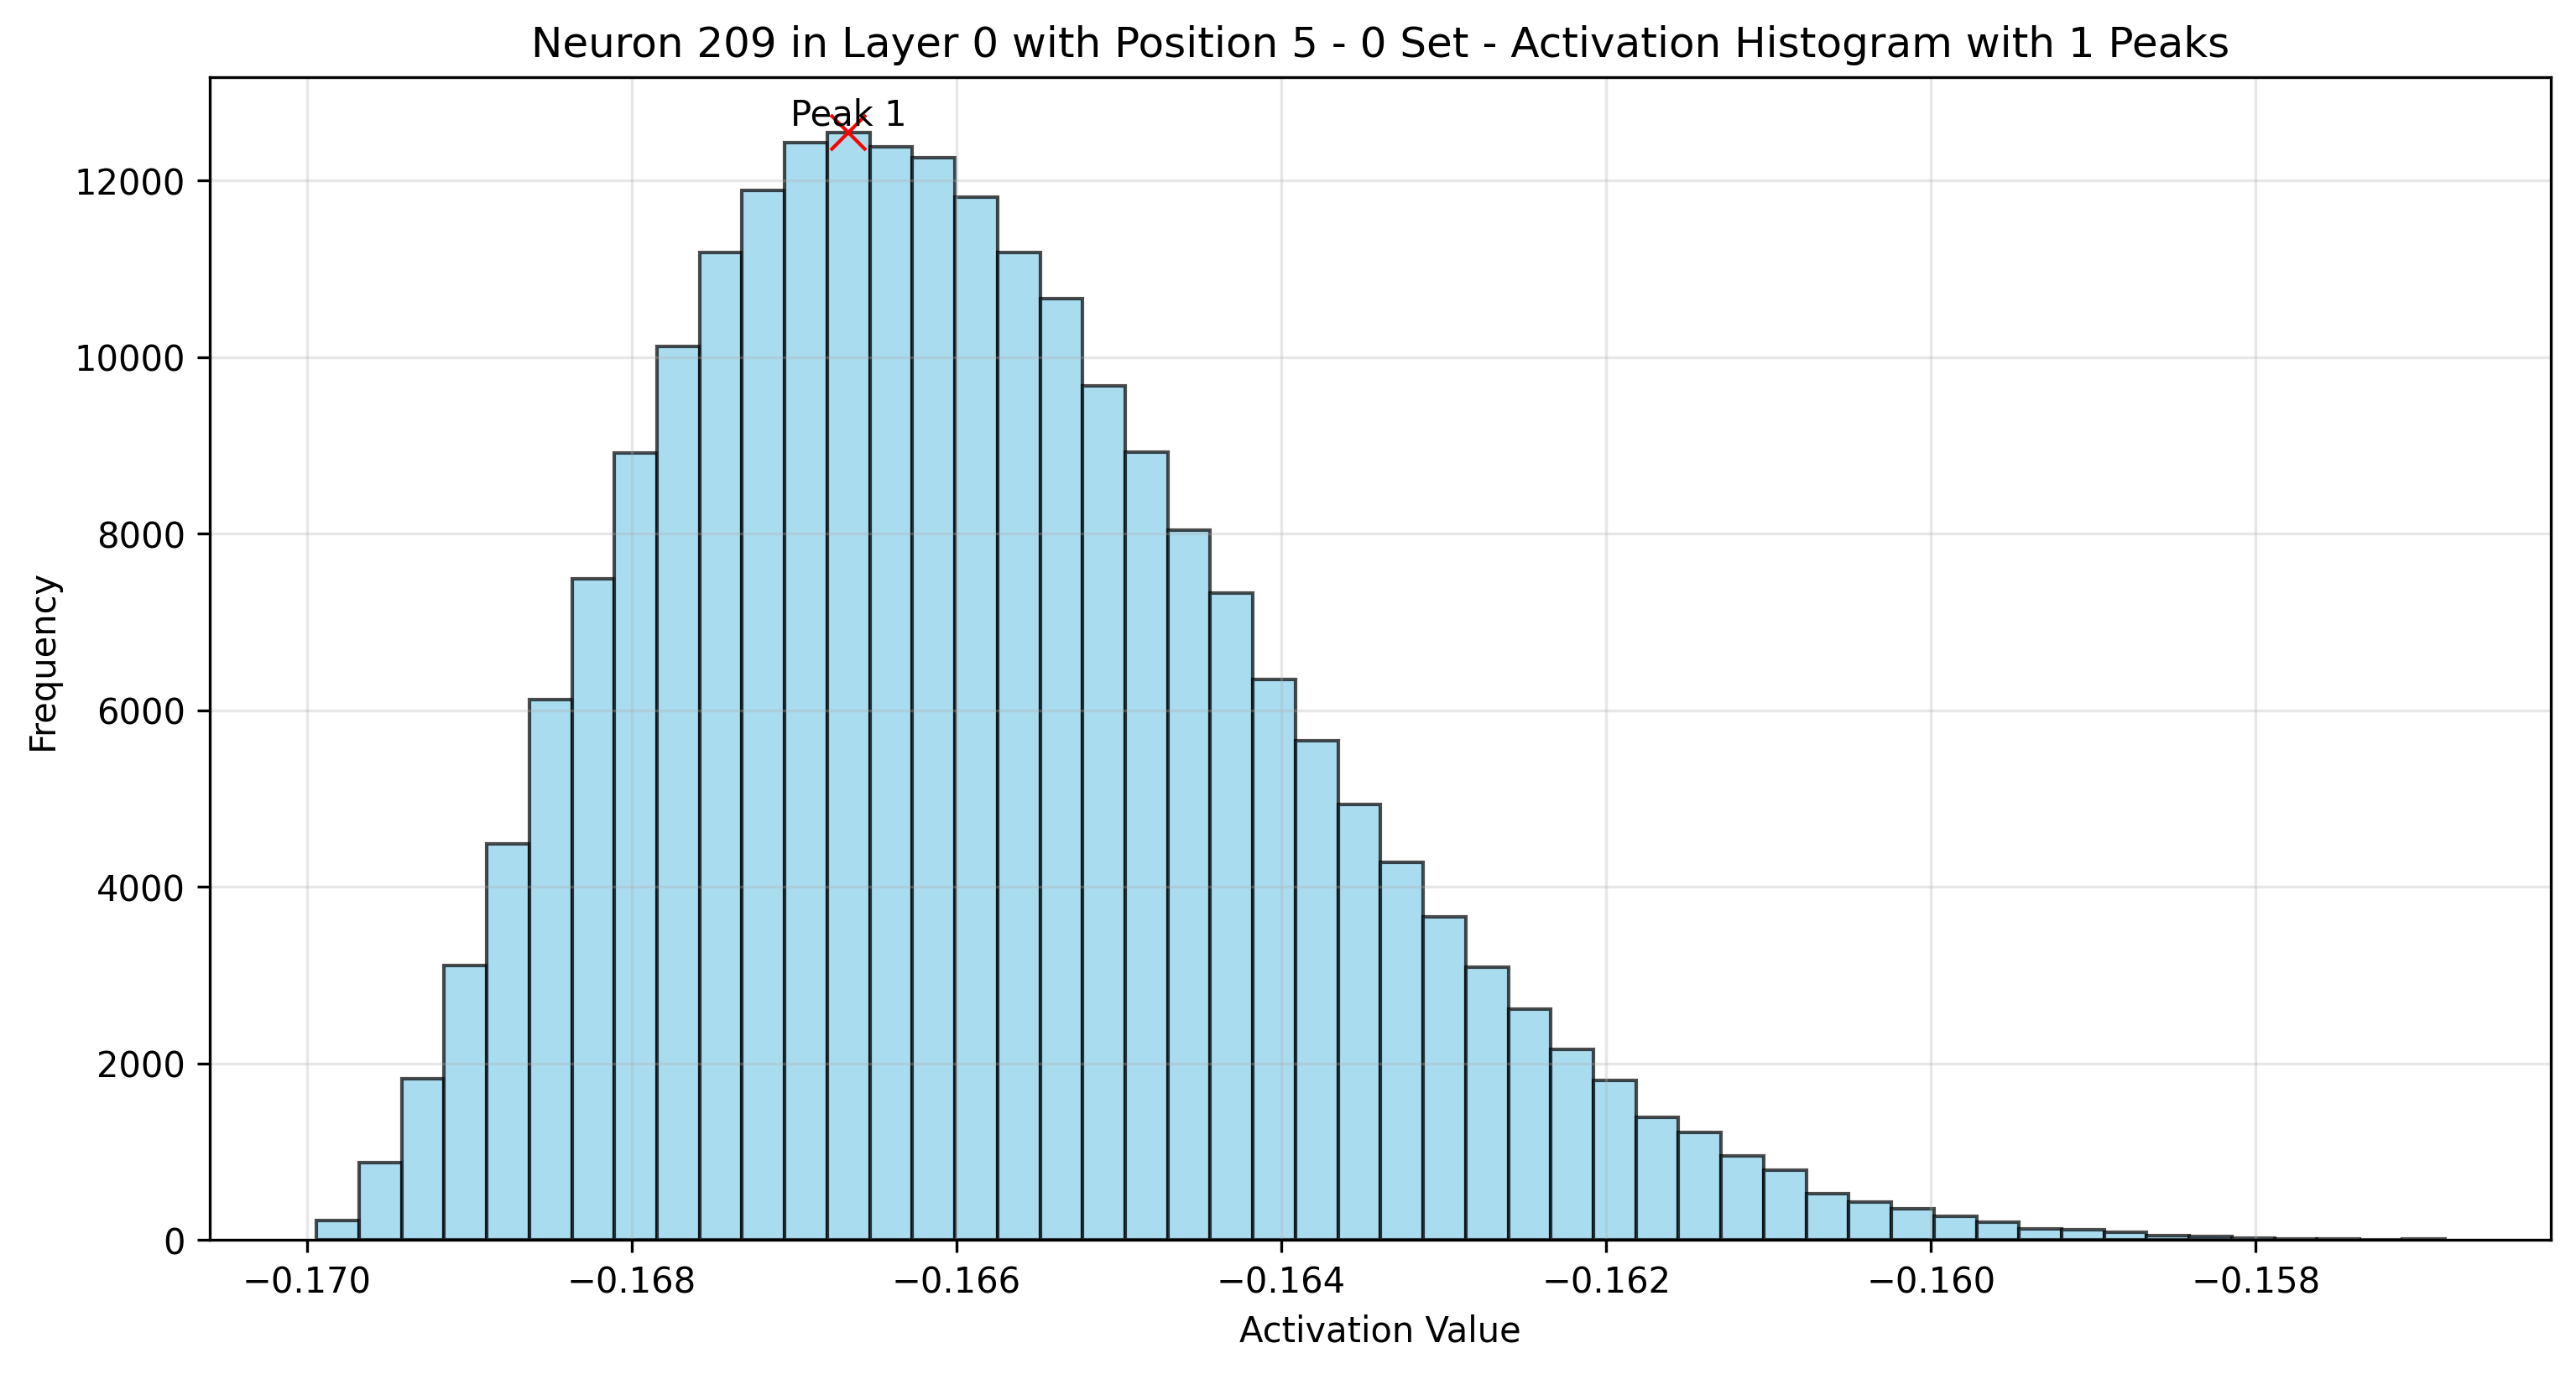 Neuron 209 in Layer 0 with Position 5 - 0 Set - Activation Histogram with 1 Peaks
Peak 1
12000
10000
8000
6000
4000
2000
0
Frequency
−0.170 −0.168 −0.166 −0.164 −0.162 −0.160 −0.158
Activation Value